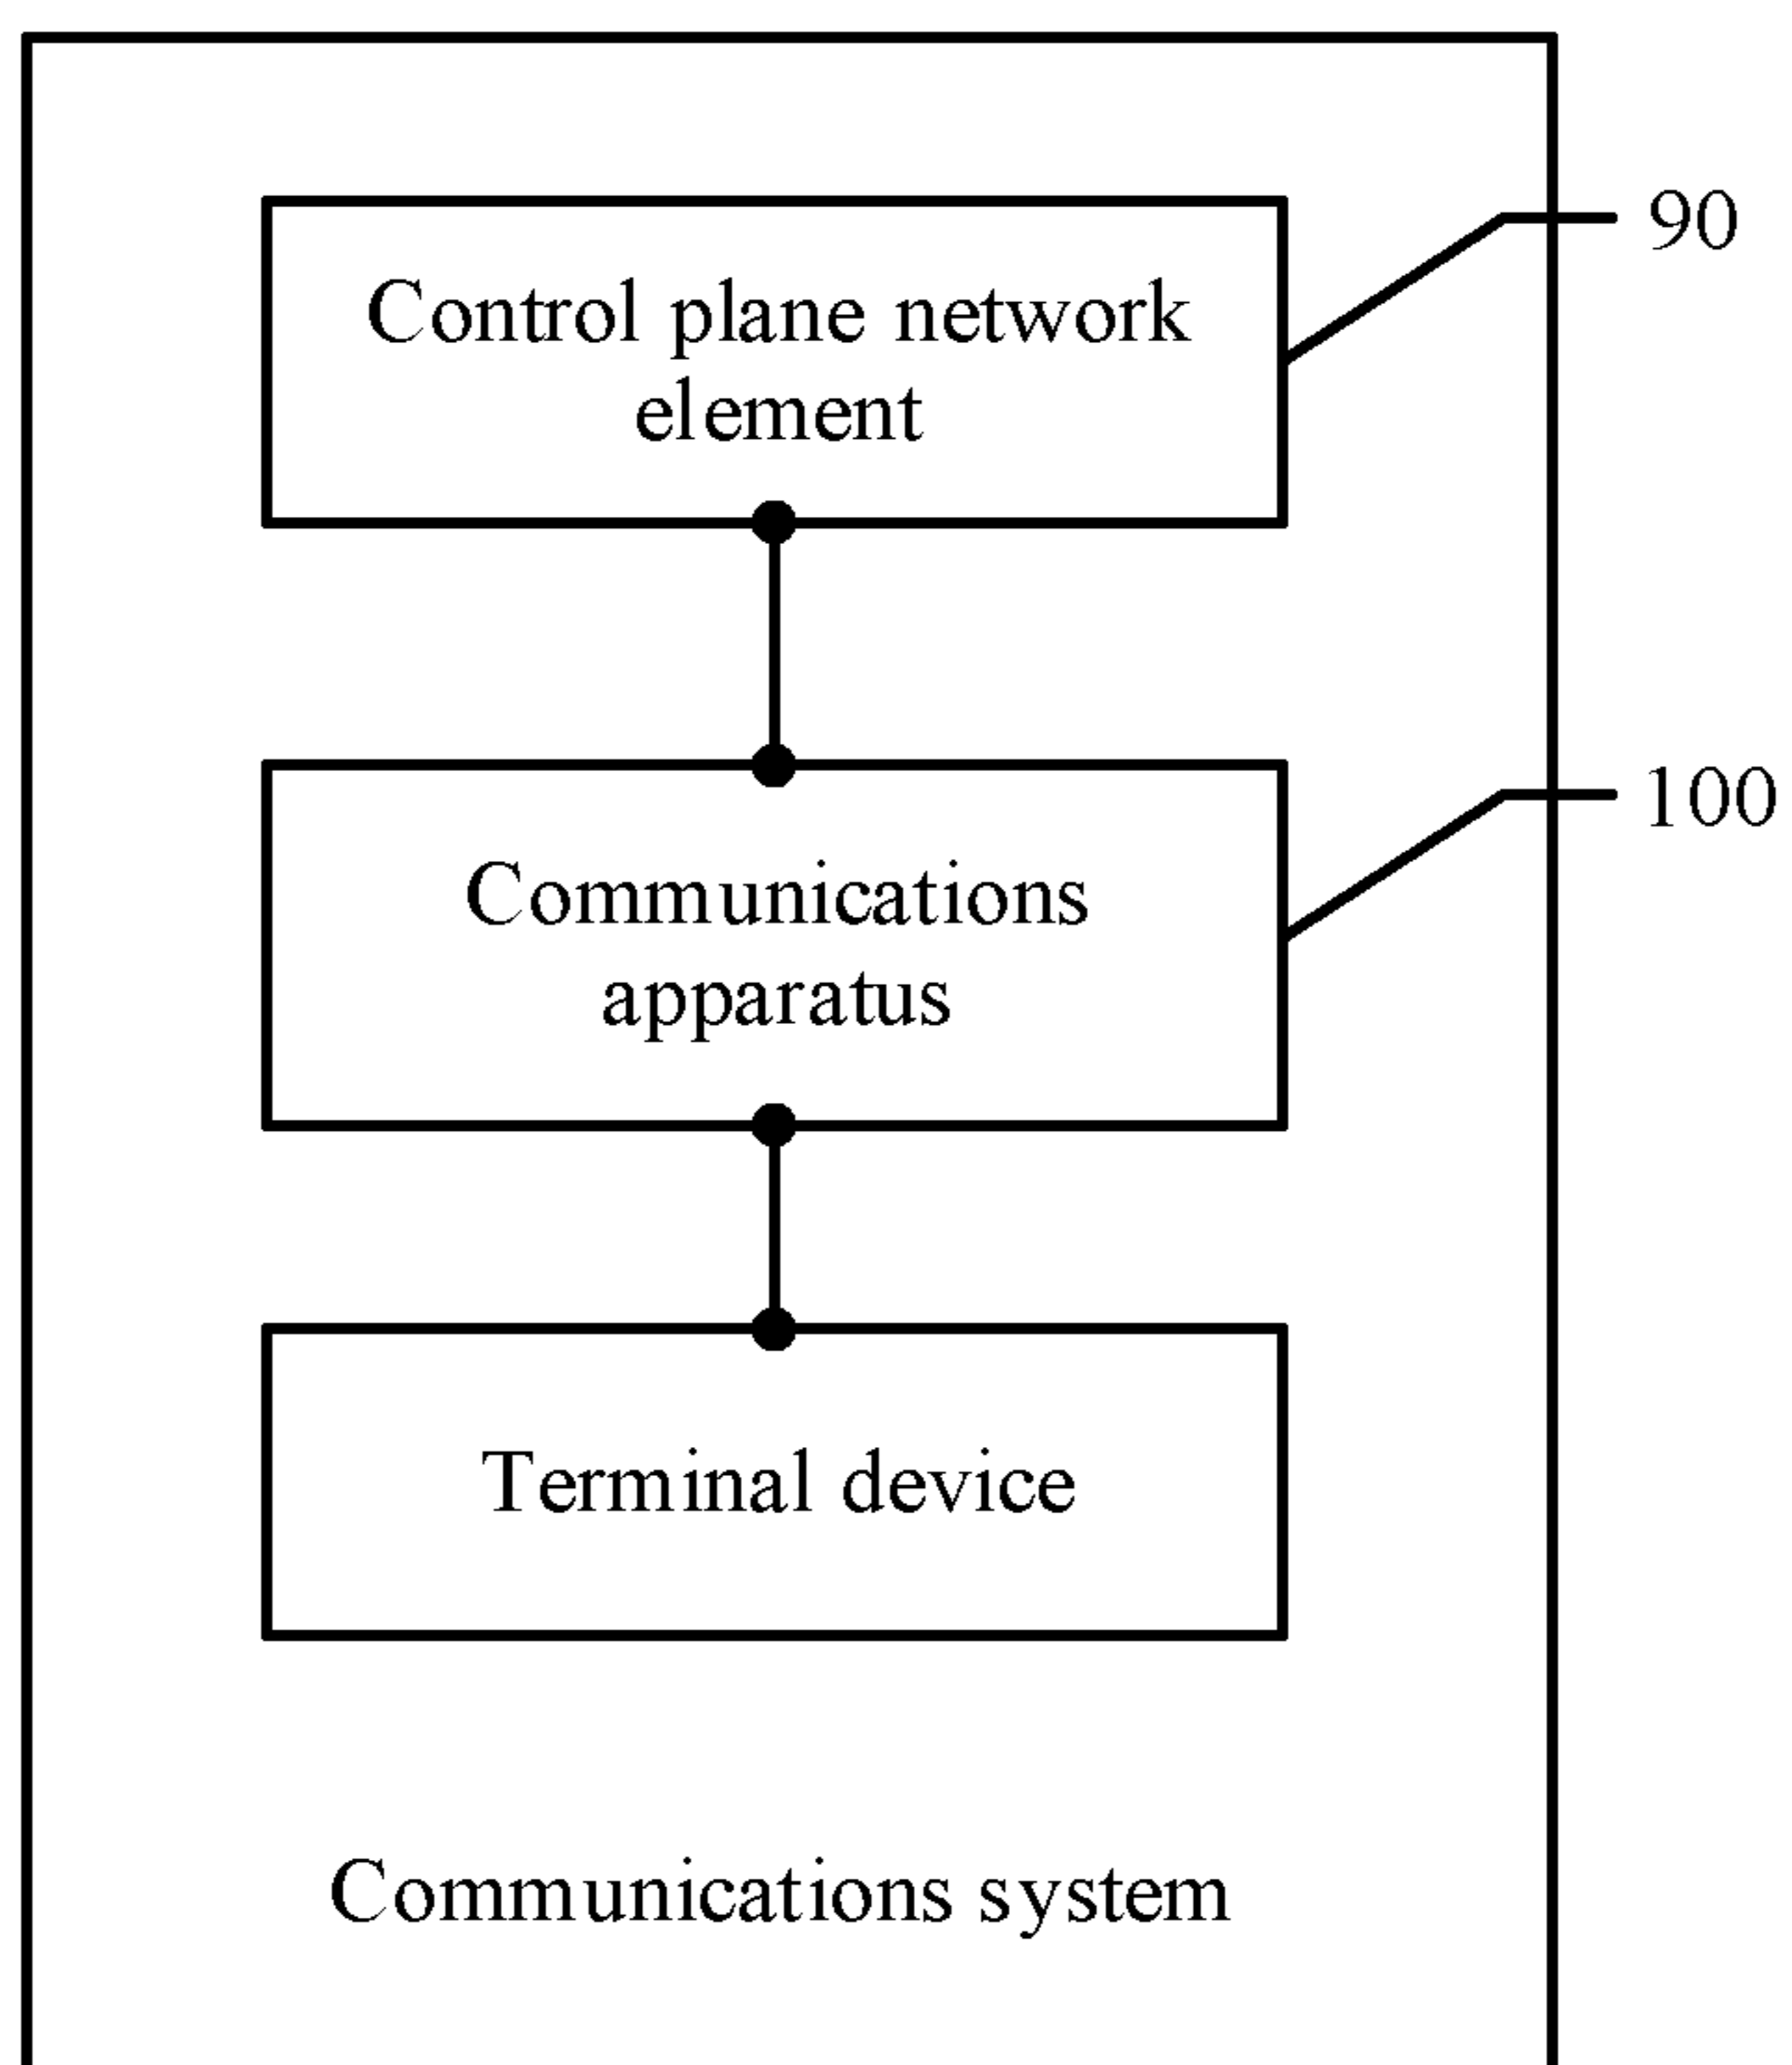 Control plane network
element
90
Communications
apparatus
100
Terminal device
Communications system